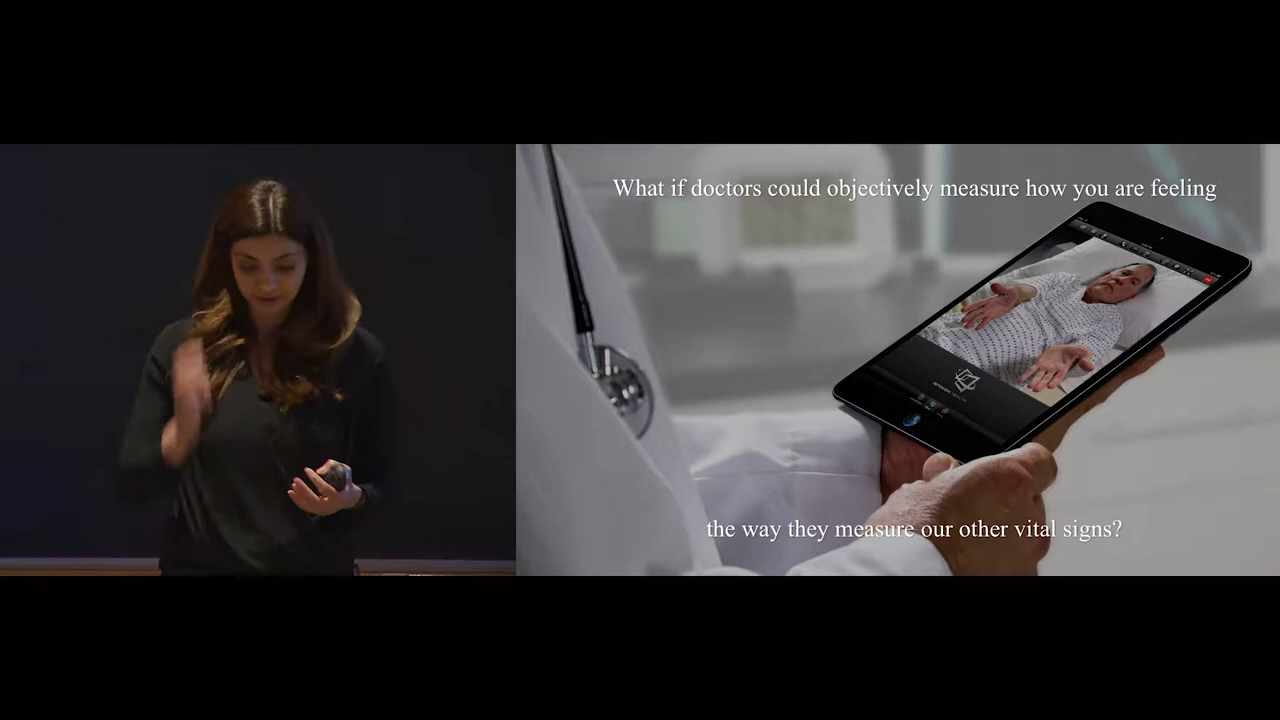 What if doctors could objectively measure how you are feeling
the way they measure our other vital signs?